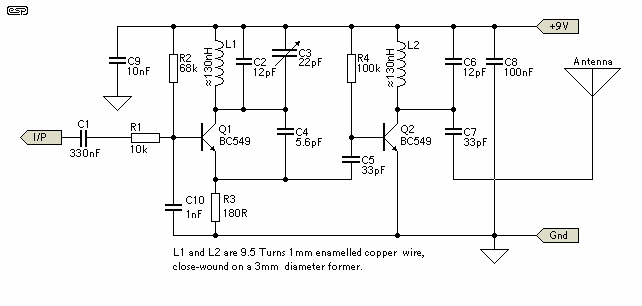 esp
+9V
C9
10nF
R2
68k
L1
≈130nH
C2
12pF
C3
22pF
R4
100k
L2
≈130nH
C6
12pF
C8
100nF
Antenna
I/P
C1
330nF
R1
10k
Q1
BC549
C4
5.6pF
Q2
BC549
C7
33pF
C5
33pF
C10
1nF
R3
180R
Gnd
L1 and L2 are 9.5 Turns 1mm enamelled copper wire,
close-wound on a 3mm diameter former.